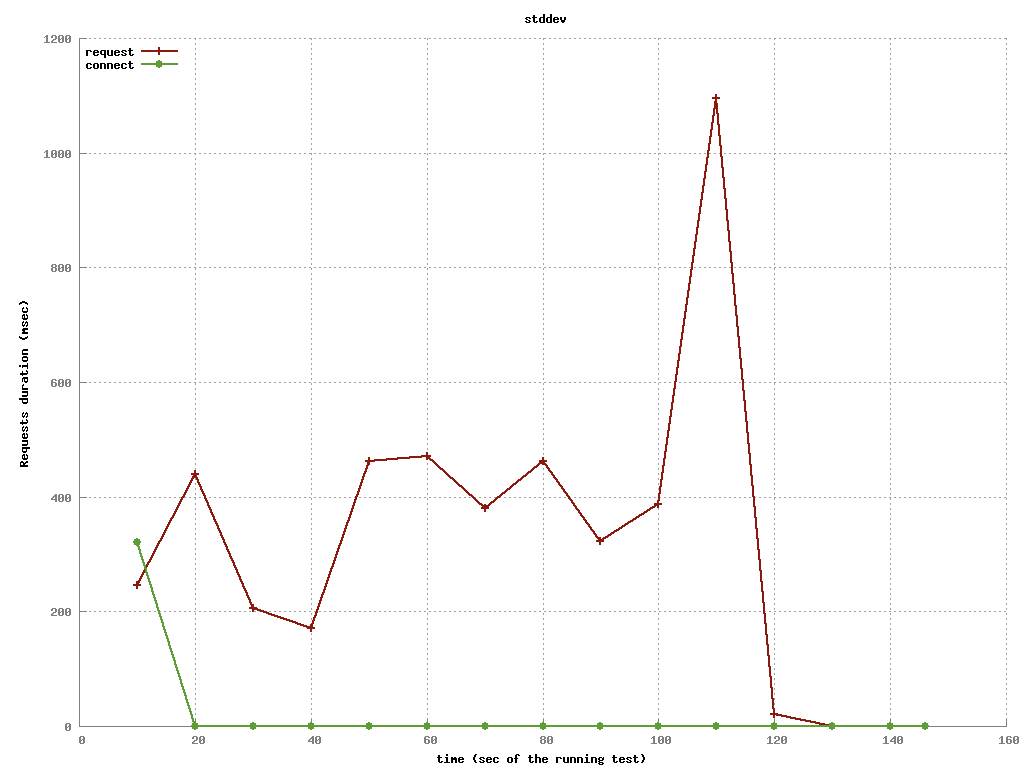 stddev
request
connect
1200
1000
800
600
400
200
0
Requests duration (msec)
0 20 40 60 80 100 120 140 160
time (sec of the running test)